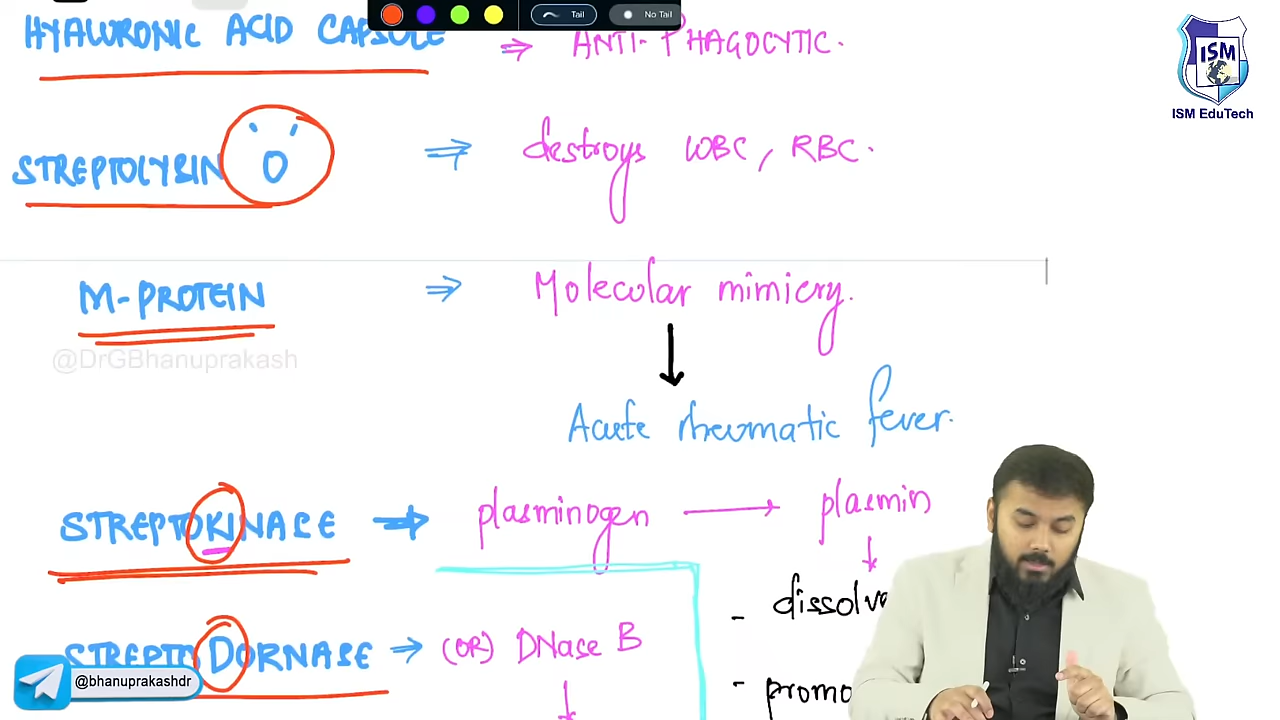 Tail
No Tail
HYALURONIC ACID CAPSULE ⇒ ANTI-PHAGOCYTIC.
ISM
ISM EduTech
STREPTOLYSIN O ⇒ destroys WBC, RBC.
M-PROTEIN ⇒ Molecular mimicry.
@DrGBhanuprakash
Acute rheumatic fever.
STREPTOKINASE → plasminogen → plasmin
- dissolve
STREPTODORNASE → (OR) DNase B
@bhanuprakashdr
- promo